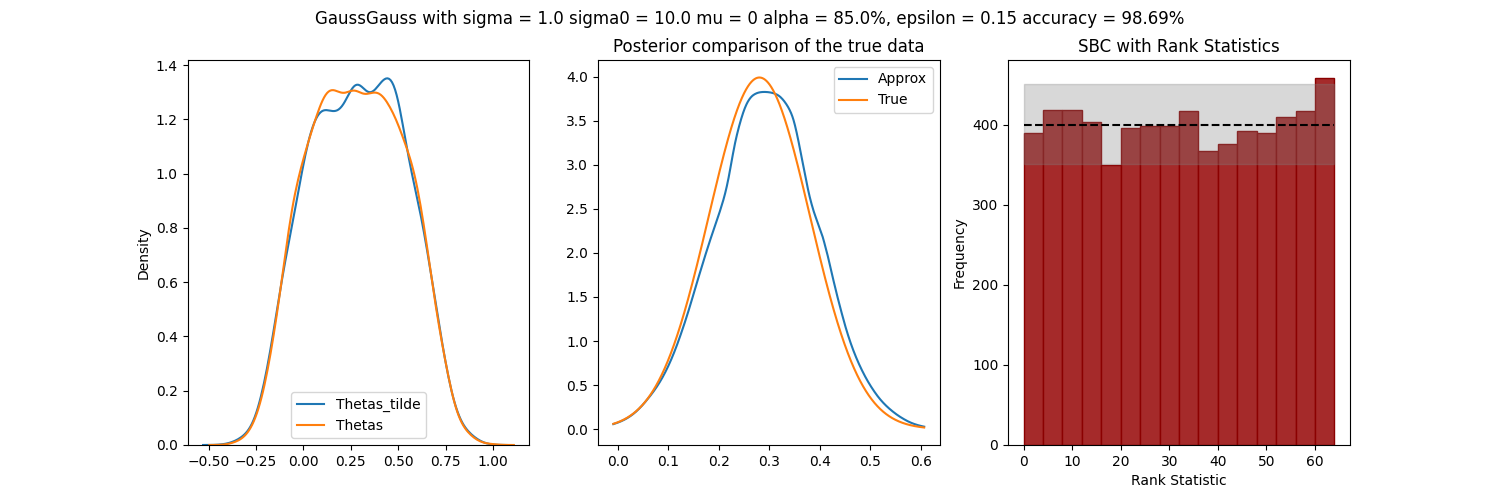 GaussGauss with sigma = 1.0 sigma0 = 10.0 mu = 0 alpha = 85.0%, epsilon = 0.15 accuracy = 98.69%
Posterior comparison of the true data
SBC with Rank Statistics
Density
1.4
1.2
1.0
0.8
0.6
0.4
0.2
0.0
−0.50 −0.25 0.00 0.25 0.50 0.75 1.00
Thetas_tilde
Thetas
4.0
3.5
3.0
2.5
2.0
1.5
1.0
0.5
0.0
0.0 0.1 0.2 0.3 0.4 0.5 0.6
Approx
True
Frequency
400
300
200
100
0
0 10 20 30 40 50 60
Rank Statistic